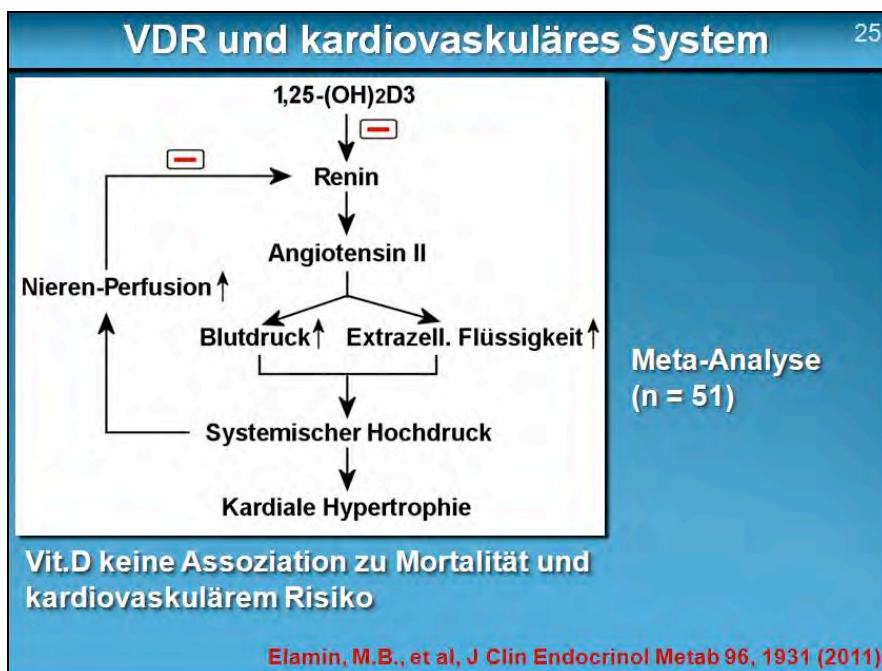 VDR und kardiovaskuläres System
25
1,25-(OH)2D3
Renin
Angiotensin II
Nieren-Perfusion ↑
Blutdruck ↑ Extrazell. Flüssigkeit ↑
Systemischer Hochdruck
Kardiale Hypertrophie
Meta-Analyse
(n = 51)
Vit.D keine Assoziation zu Mortalität und
kardiovaskulärem Risiko
Elamin, M.B., et al, J Clin Endocrinol Metab 96, 1931 (2011)